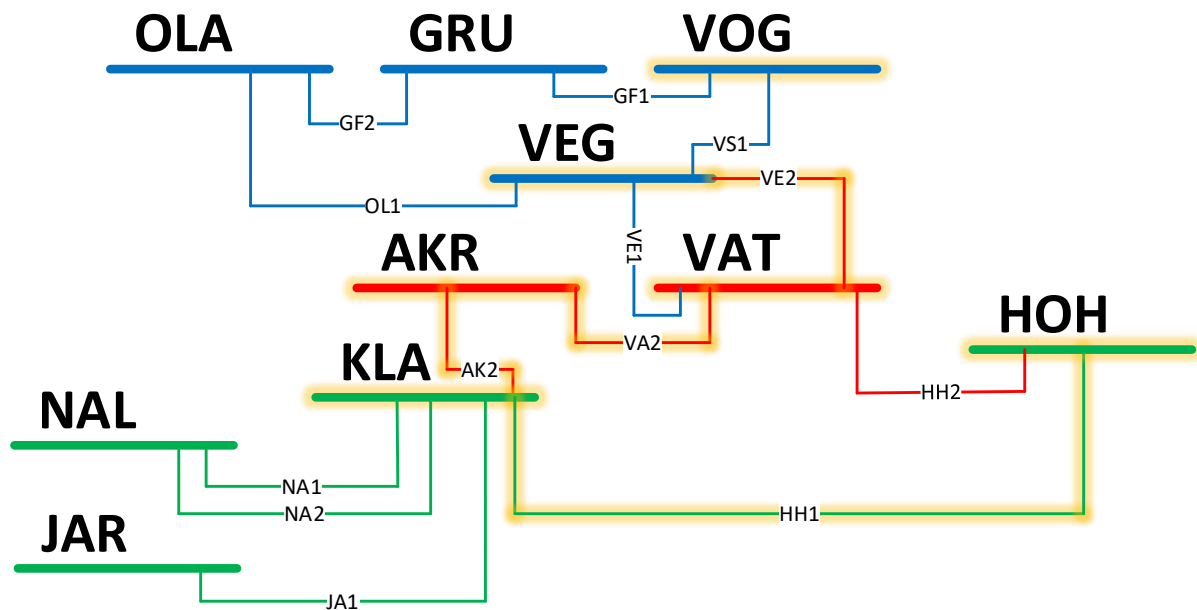 OLA GRU VOG
GF1
GF2
VS1
VEG
VE2
OL1
VE1
AKR VAT
HOH
VA2
KLA
AK2
HH2
NAL
NA1
NA2
HH1
JAR
JA1